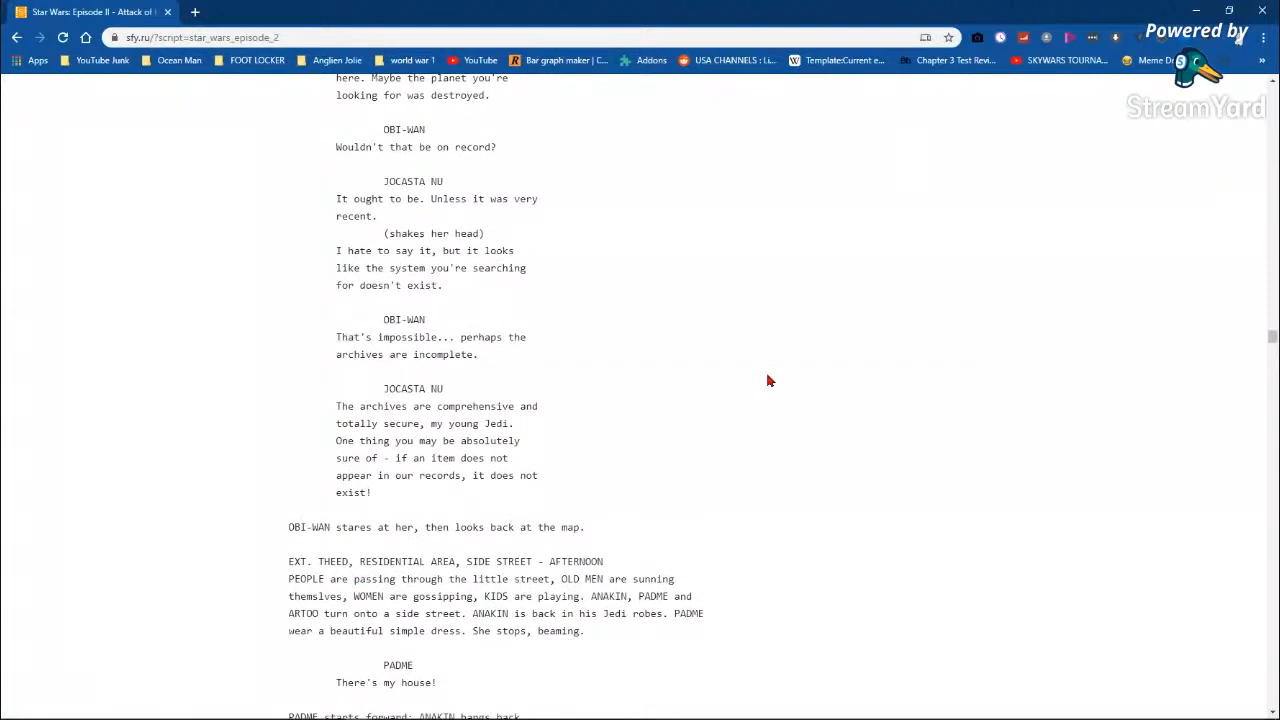 Star Wars: Episode II - Attack of
sfy.ru/?script=star_wars_episode_2
Powered by
Apps
YouTube Junk
Ocean Man
FOOT LOCKER
Anglien Jolie
world war 1
YouTube
Bar graph maker | C...
Addons
USA CHANNELS : Li...
Template:Current e...
Chapter 3 Test Revi...
SKYWARS TOURNA...
Meme
StreamYard
here. Maybe the planet you're
looking for was destroyed.
OBI-WAN
Wouldn't that be on record?
JOCASTA NU
It ought to be. Unless it was very
recent.
(shakes her head)
I hate to say it, but it looks
like the system you're searching
for doesn't exist.
OBI-WAN
That's impossible... perhaps the
archives are incomplete.
JOCASTA NU
The archives are comprehensive and
totally secure, my young Jedi.
One thing you may be absolutely
sure of - if an item does not
appear in our records, it does not
exist!
OBI-WAN stares at her, then looks back at the map.
EXT. THEED, RESIDENTIAL AREA, SIDE STREET - AFTERNOON
PEOPLE are passing through the little street, OLD MEN are sunning
themslves, WOMEN are gossipping, KIDS are playing. ANAKIN, PADME and
ARTOO turn onto a side street. ANAKIN is back in his Jedi robes. PADME
wear a beautiful simple dress. She stops, beaming.
PADME
There's my house!
PADME starts forward; ANAKIN hangs back.